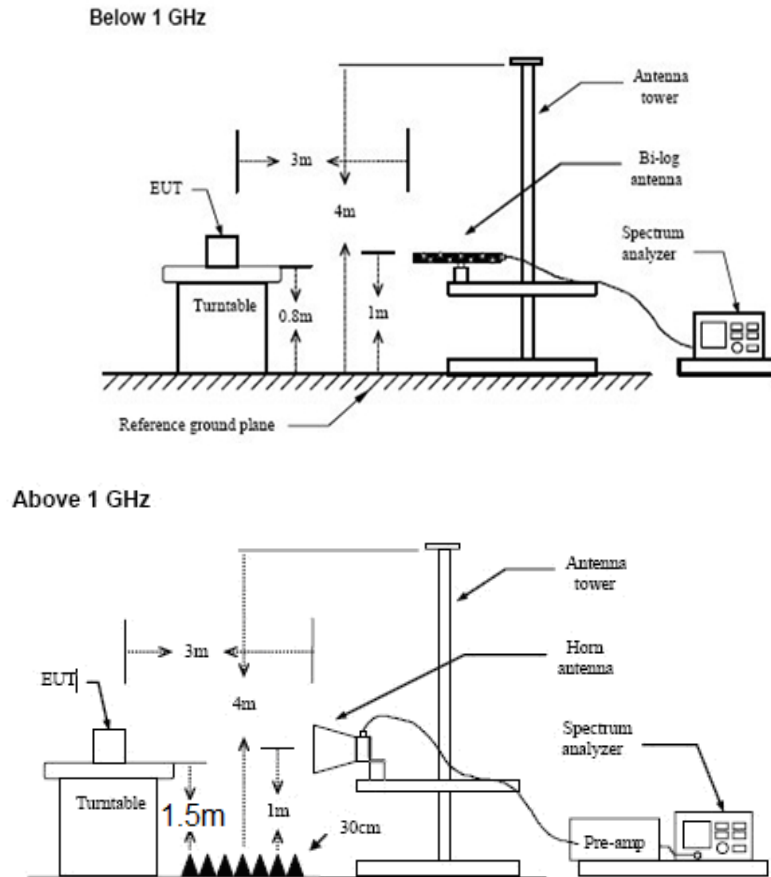 Below 1 GHz
Antenna
tower
3m
Bi-log
antenna
EUT
4m
Spectrum
analyzer
Turntable
0.8m
1m
Reference ground plane
Above 1 GHz
Antenna
tower
3m
Horn
antenna
EUT
4m
Spectrum
analyzer
Turntable
1.5m
1m
30cm
Pre-amp